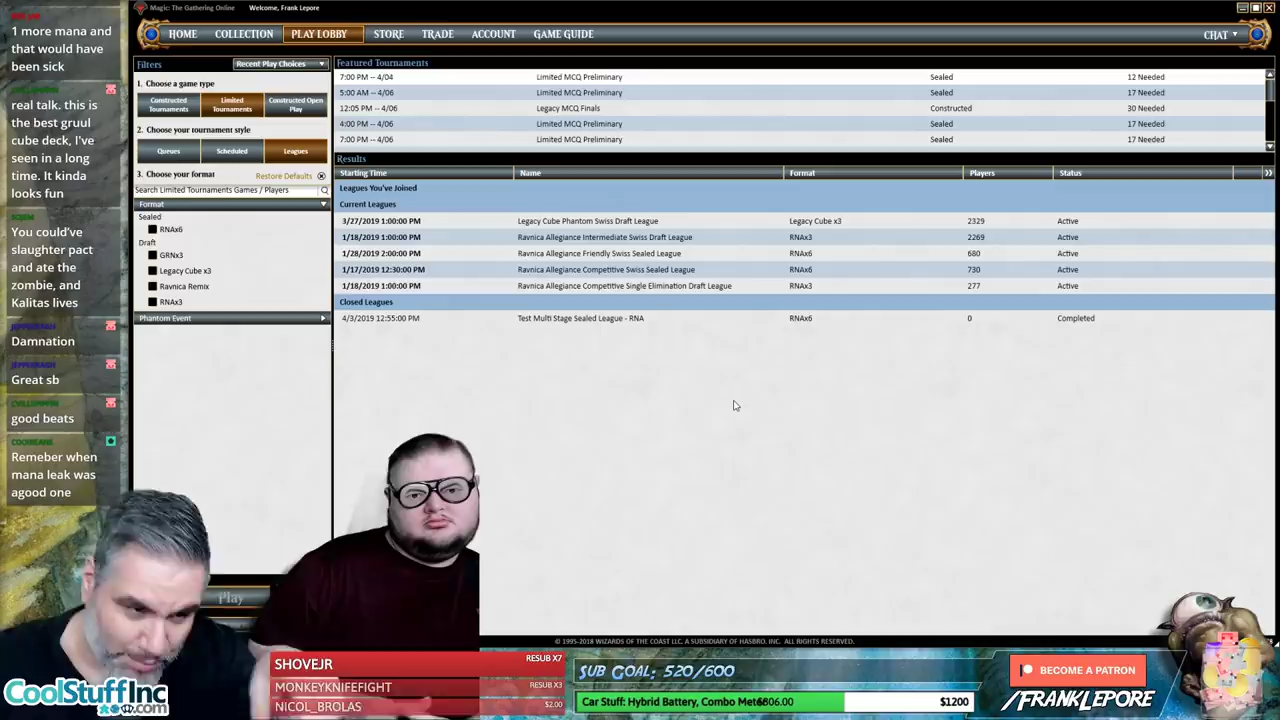 Magic: The Gathering Online
Welcome, Frank Lepore
HOME COLLECTION PLAY LOBBY STORE TRADE ACCOUNT GAME GUIDE CHAT
1 more mana and
that would have
been sick
real talk. this is
the best gruul
cube deck, I've
seen in a long
time. It kinda
looks fun
You could've
slaughter pact
and ate the
zombie, and
Kalitas lives
Damnation
Great sb
good beats
Remeber when
mana leak was
agood one
Filters
Recent Play Choices
1. Choose a game type
Constructed Tournaments
Limited Tournaments
Constructed Open Play
2. Choose your tournament style
Queues Scheduled Leagues
3. Choose your format
Restore Defaults
Search Limited Tournaments Games / Players
Format
Sealed
RNAx6
Draft
GRNx3
Legacy Cube x3
Ravnica Remix
RNAx3
Phantom Event
Play
Featured Tournaments
7:00 PM -- 4/04 Limited MCQ Preliminary Sealed 12 Needed
5:00 AM -- 4/06 Limited MCQ Preliminary Sealed 17 Needed
12:05 PM -- 4/06 Legacy MCQ Finals Constructed 30 Needed
4:00 PM -- 4/06 Limited MCQ Preliminary Sealed 17 Needed
7:00 PM -- 4/06 Limited MCQ Preliminary Sealed 17 Needed
Results
Starting Time Name Format Players Status
Leagues You've Joined
Current Leagues
3/27/2019 1:00:00 PM Legacy Cube Phantom Swiss Draft League Legacy Cube x3 2329 Active
1/18/2019 1:00:00 PM Ravnica Allegiance Intermediate Swiss Draft League RNAx3 2269 Active
1/28/2019 2:00:00 PM Ravnica Allegiance Friendly Swiss Sealed League RNAx6 680 Active
1/17/2019 12:30:00 PM Ravnica Allegiance Competitive Swiss Sealed League RNAx6 730 Active
1/18/2019 1:00:00 PM Ravnica Allegiance Competitive Single Elimination Draft League RNAx3 277 Active
Closed Leagues
4/3/2019 12:55:00 PM Test Multi Stage Sealed League - RNA RNAx6 0 Completed
© 1995-2018 WIZARDS OF THE COAST LLC. A SUBSIDIARY OF HASBRO, INC. ALL RIGHTS RESERVED.
SHOVEJR RESUB X7
MONKEYKNIFEFIGHT RESUB X3
NICOL_BROLAS $2.00
SUB GOAL: 520/600
Car Stuff: Hybrid Battery, Combo Meter $1200
BECOME A PATRON
/FRANKLEPORE
CoolStuffInc
.com